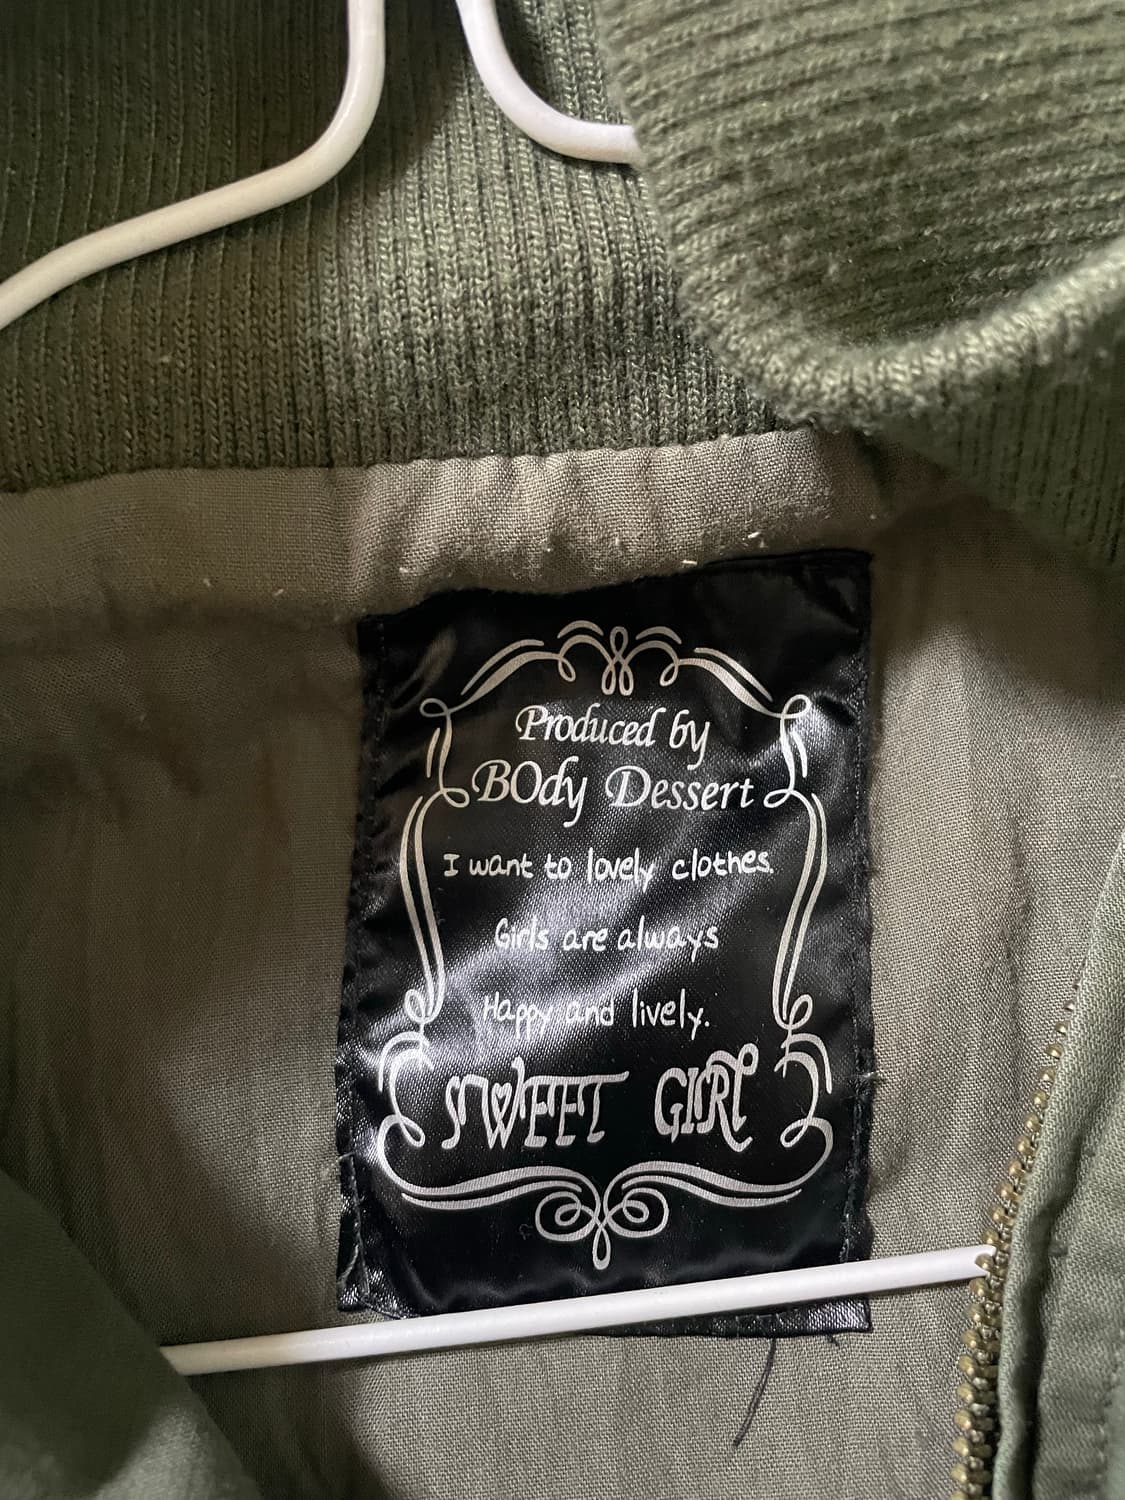 Produced by
BOdy Dessert
I want to lovely clothes.
Girls are always
Happy and lively.
SWEET GIRL